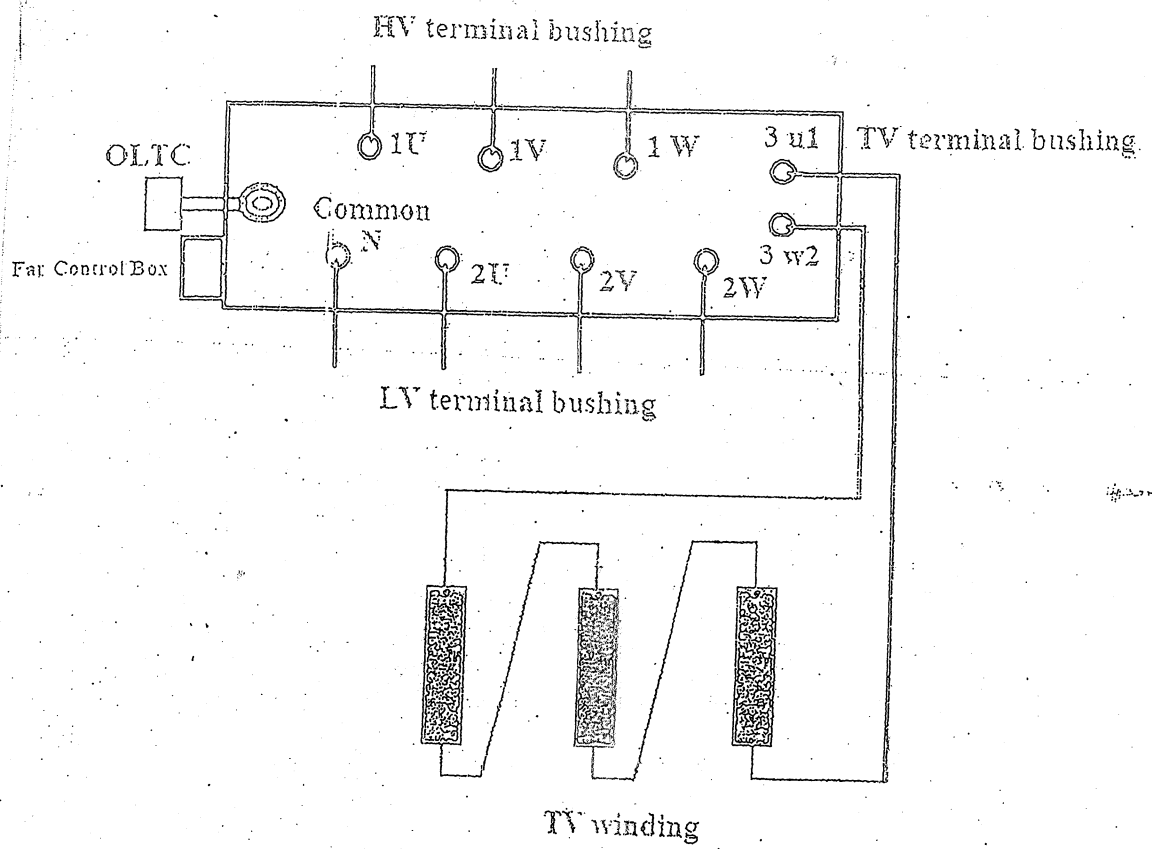 HV terminal bushing
1U
1V
1 W
3 u1
TV terminal bushing
OLTC
Common
N
3 w2
Fan Control Box
2U
2V
2W
LV terminal bushing
TV winding